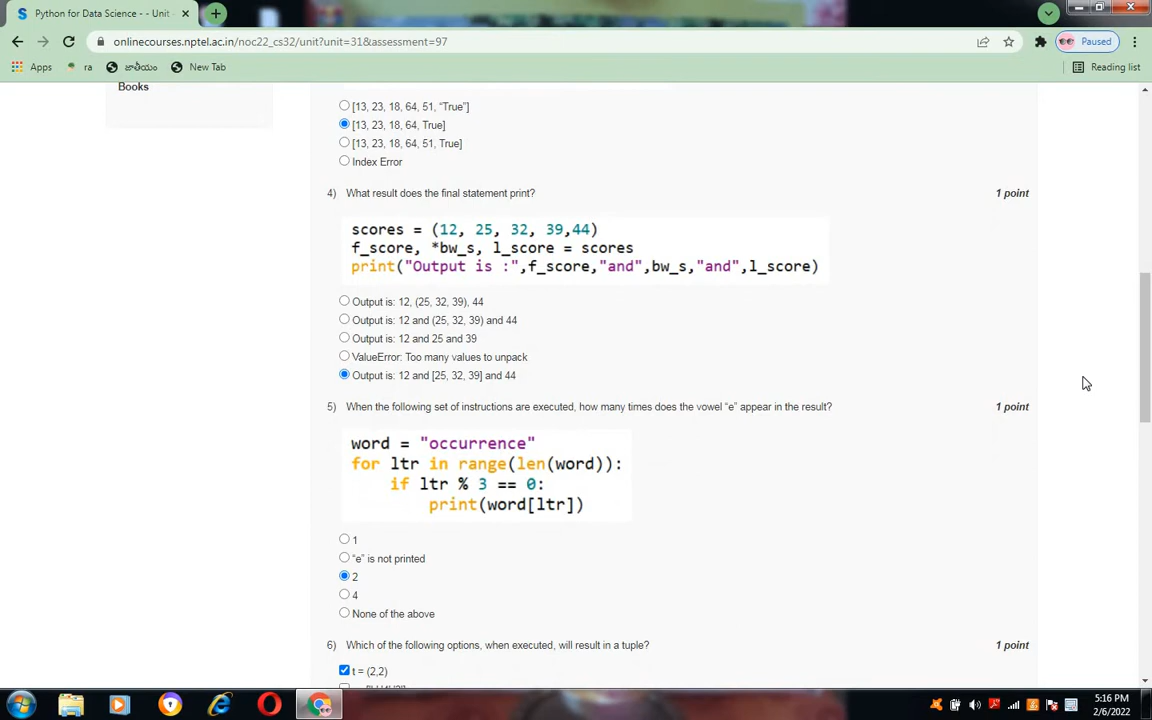 Python for Data Science - - Unit
onlinecourses.nptel.ac.in/noc22_cs32/unit?unit=31&assessment=97
Paused
Apps ra జాతీయం New Tab Reading list
Books
[13, 23, 18, 64, 51, “True”]
[13, 23, 18, 64, True]
[13, 23, 18, 64, 51, True]
Index Error
4) What result does the final statement print? 1 point
scores = (12, 25, 32, 39,44)
f_score, *bw_s, l_score = scores
print("Output is :",f_score,"and",bw_s,"and",l_score)
Output is: 12, (25, 32, 39), 44
Output is: 12 and (25, 32, 39) and 44
Output is: 12 and 25 and 39
ValueError: Too many values to unpack
Output is: 12 and [25, 32, 39] and 44
5) When the following set of instructions are executed, how many times does the vowel “e” appear in the result? 1 point
word = "occurrence"
for ltr in range(len(word)):
if ltr % 3 == 0:
print(word[ltr])
1
“e” is not printed
2
4
None of the above
6) Which of the following options, when executed, will result in a tuple? 1 point
t = (2,2)
5:16 PM
2/6/2022